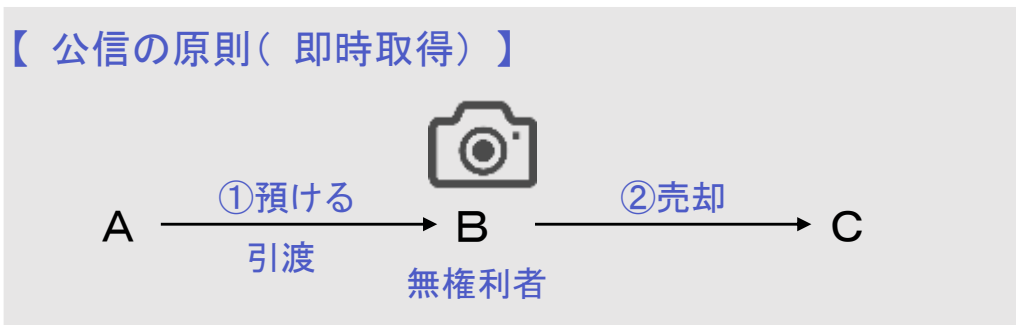 【 公信の原則( 即時取得) 】
①預ける
②売却
A
B
C
引渡
無権利者